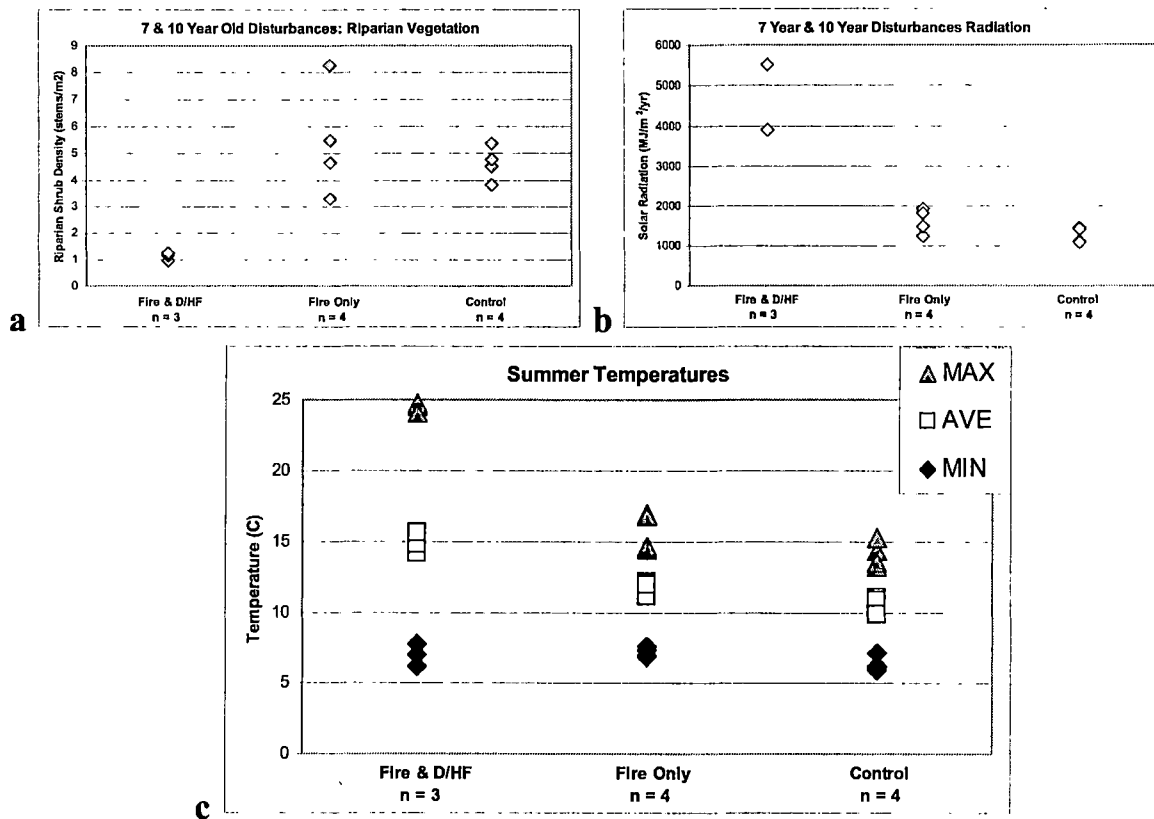 7 & 10 Year Old Disturbances: Riparian Vegetation
Riparian Shrub Density (stems/m2)
9
8
7
6
5
4
3
2
1
0
Fire & D/HF
n = 3
Fire Only
n = 4
Control
n = 4
a
7 Year & 10 Year Disturbances Radiation
Solar Radiation (MJ/m²/yr)
6000
5000
4000
3000
2000
1000
0
Fire & D/HF
n = 3
Fire Only
n = 4
Control
n = 4
b
Summer Temperatures
MAX
AVE
MIN
Temperature (C)
25
20
15
10
5
0
Fire & D/HF
n = 3
Fire Only
n = 4
Control
n = 4
c